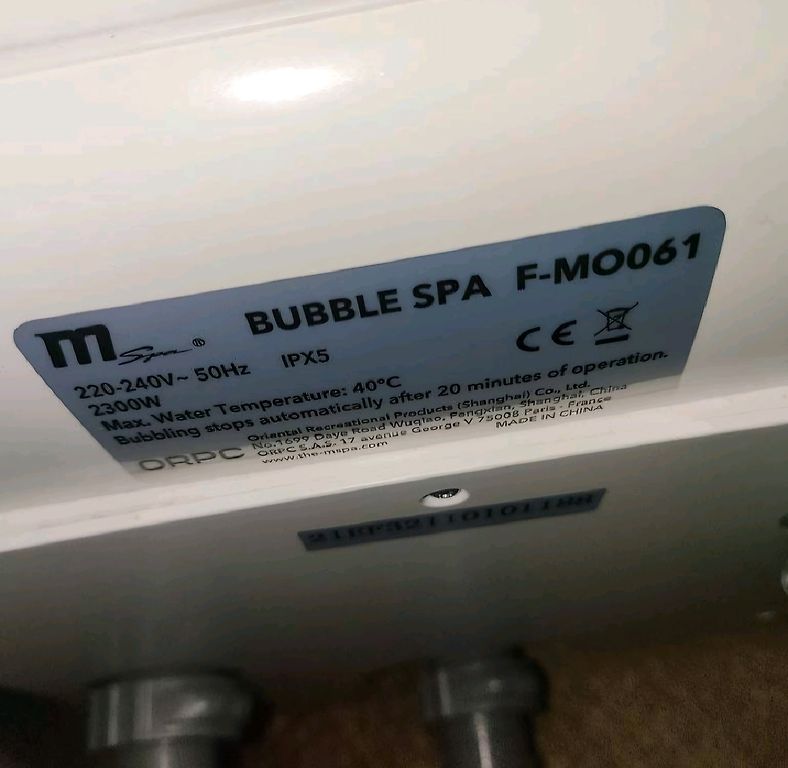 m Spa ®
BUBBLE SPA F-MO061
220-240V~ 50Hz IPX5
CE
2300W
Max. Water Temperature: 40°C
Bubbling stops automatically after 20 minutes of operation.
ORPC
Oriental Recreational Products (Shanghai) Co., Ltd.
No.1699 Daye Road Wuqiao, Fengxian, Shanghai, China
ORPC S.A.S. 17 avenue George V 75008 Paris - France
www.the-mspa.com
MADE IN CHINA